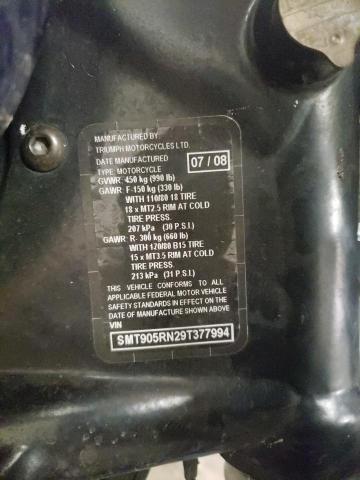 MANUFACTURED BY:
TRIUMPH MOTORCYCLES LTD.
DATE MANUFACTURED 07 / 08
TYPE: MOTORCYCLE
GVWR: 450 kg (990 lb)
GAWR: F-150 kg (330 lb)
WITH 110/80 18 TIRE
18 x MT2.5 RIM AT COLD
TIRE PRESS.
207 kPa (30 P.S.I.)
GAWR: R- 300 kg (660 lb)
WITH 170/80 B15 TIRE
15 x MT3.5 RIM AT COLD
TIRE PRESS.
213 kPa (31 P.S.I.)
THIS VEHICLE CONFORMS TO ALL
APPLICABLE FEDERAL MOTOR VEHICLE
SAFETY STANDARDS IN EFFECT ON THE
DATE OF MANUFACTURE SHOWN ABOVE
VIN
SMT905RN29T377994